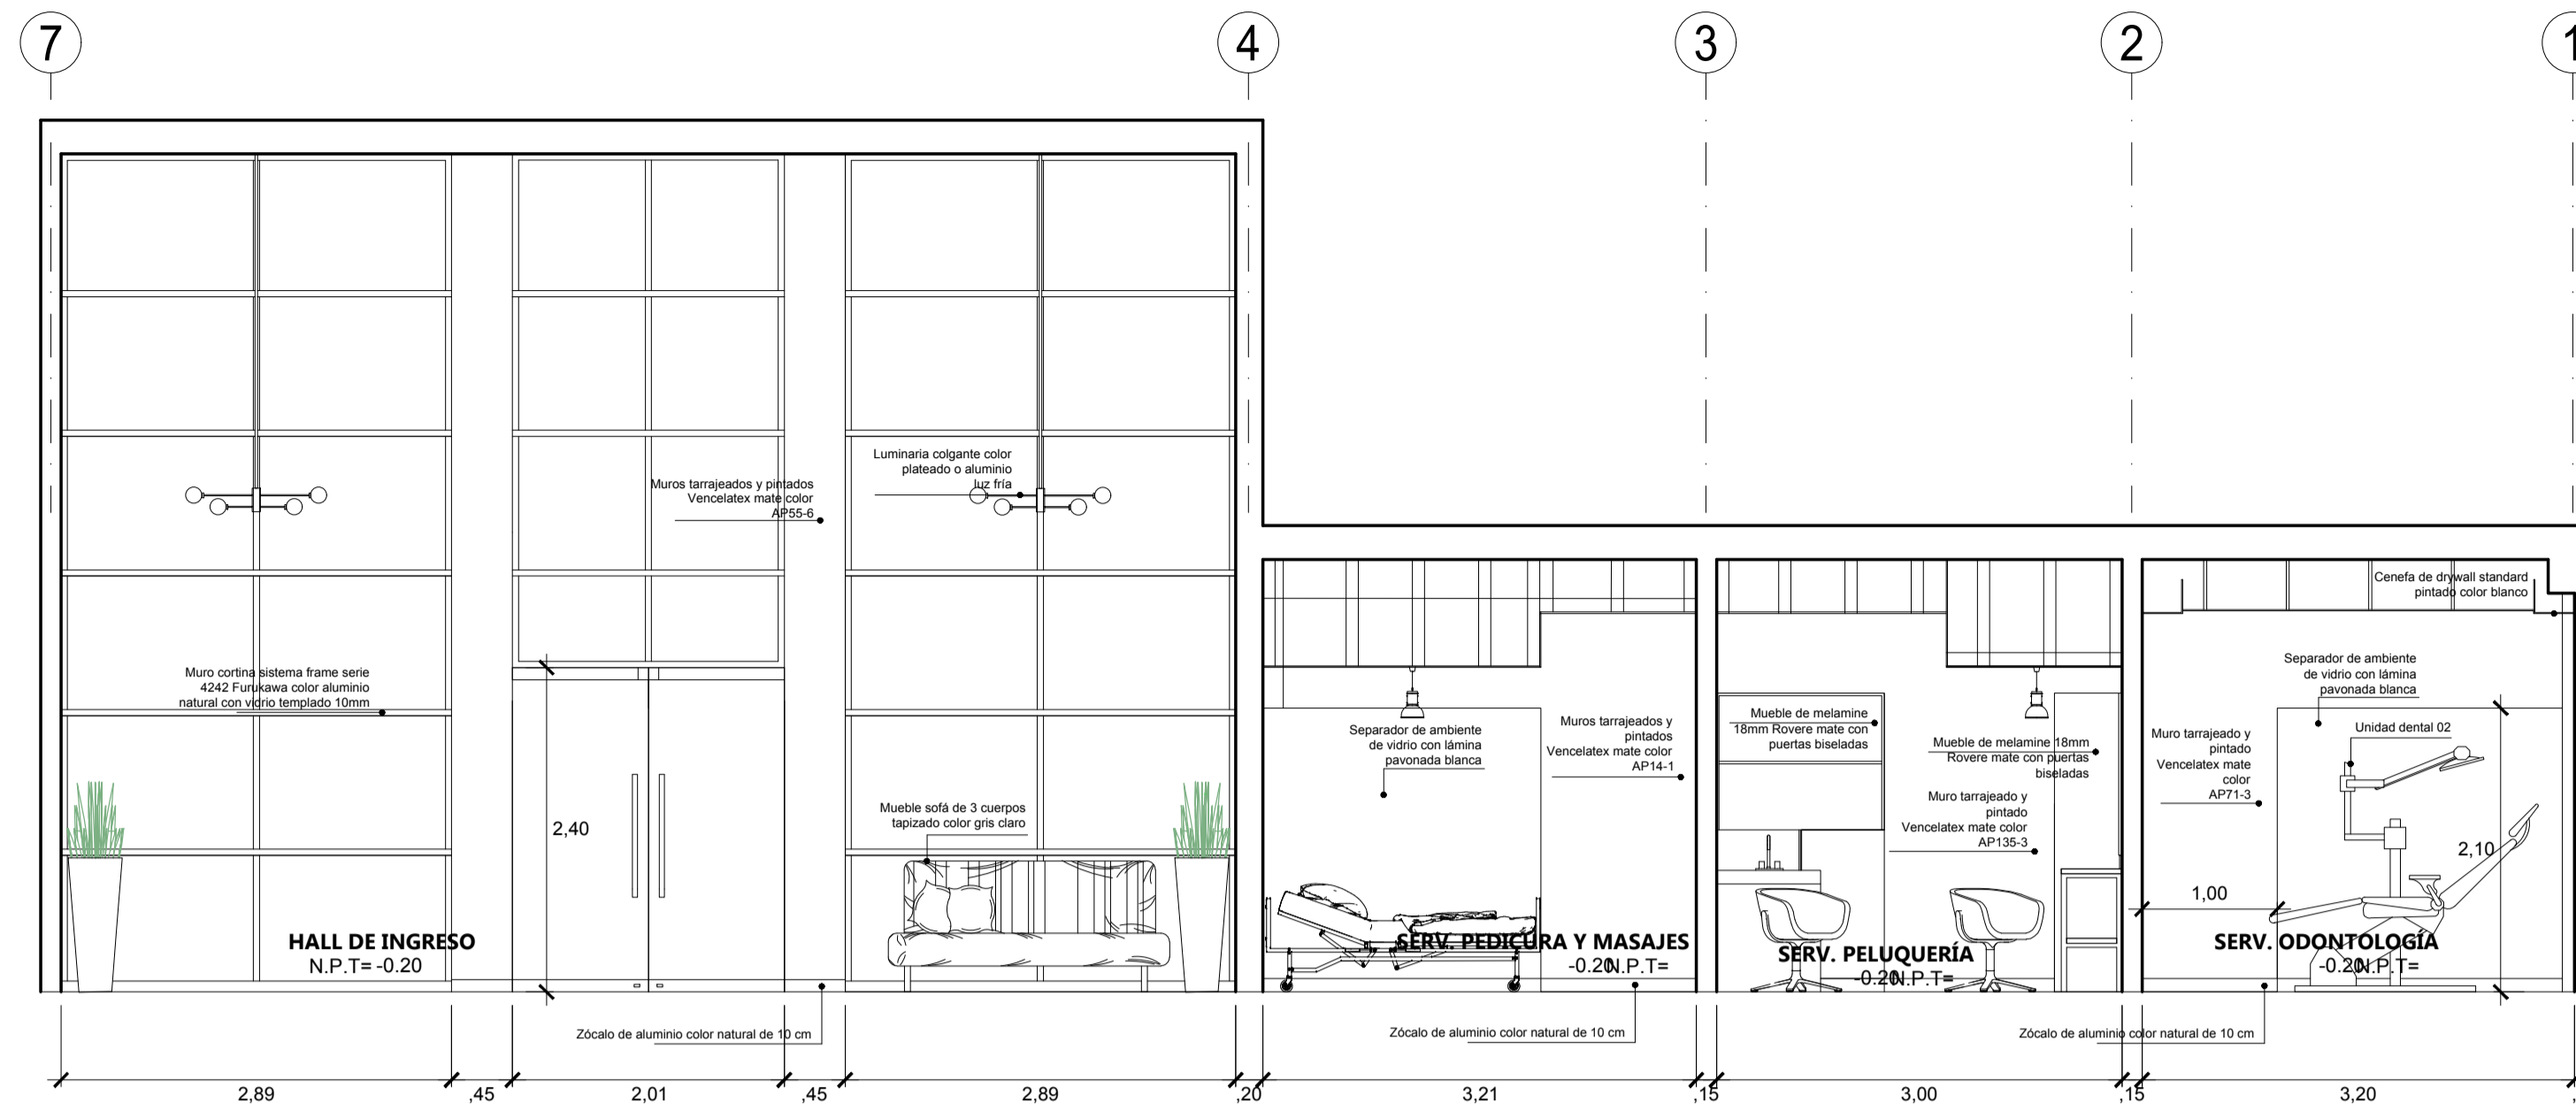 7
4
3
2
1
Luminaria colgante color
plateado o aluminio
luz fría
Muros tarrajeados y pintados
Vencelatex mate color
AP55-6
Muro cortina sistema frame serie
4242 Furukawa color aluminio
natural con vidrio templado 10mm
2,40
Mueble sofá de 3 cuerpos
tapizado color gris claro
HALL DE INGRESO
N.P.T= -0.20
Zócalo de aluminio color natural de 10 cm
Separador de ambiente
de vidrio con lámina
pavonada blanca
Muros tarrajeados y
pintados
Vencelatex mate color
AP14-1
SERV. PEDICURA Y MASAJES
-0.20 N.P.T=
Zócalo de aluminio color natural de 10 cm
Mueble de melamine
18mm Rovere mate con
puertas biseladas
Mueble de melamine 18mm
Rovere mate con puertas
biseladas
Muro tarrajeado y
pintado
Vencelatex mate color
AP135-3
SERV. PELUQUERÍA
-0.20 N.P.T=
Cenefa de drywall standard
pintado color blanco
Separador de ambiente
de vidrio con lámina
pavonada blanca
Unidad dental 02
Muro tarrajeado y
pintado
Vencelatex mate
color
AP71-3
2,10
1,00
SERV. ODONTOLOGÍA
-0.20 N.P.T=
Zócalo de aluminio color natural de 10 cm
2,89 ,45 2,01 ,45 2,89 ,20 3,21 ,15 3,00 ,15 3,20